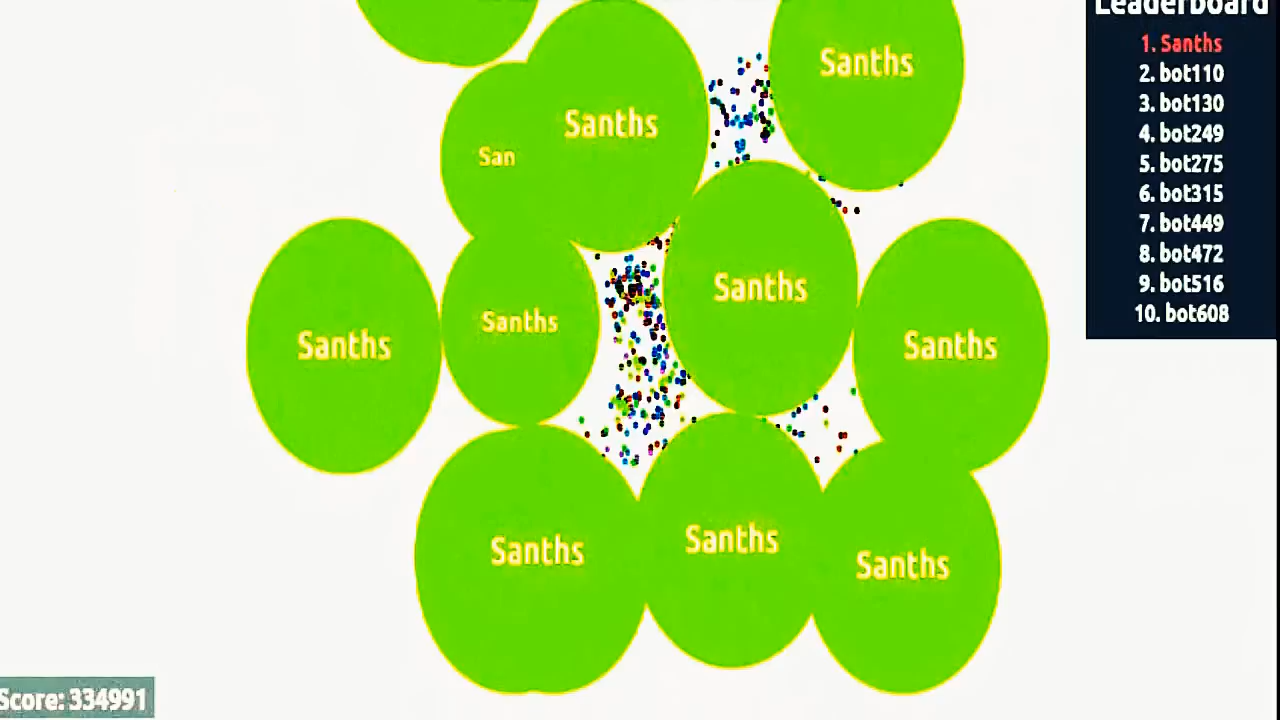 Leaderboard
1. Sanths
2. bot110
3. bot130
4. bot249
5. bot275
6. bot315
7. bot449
8. bot472
9. bot516
10. bot608
Sanths
Sanths
San
Sanths
Sanths
Sanths
Sanths
Sanths
Sanths
Sanths
Score: 334991